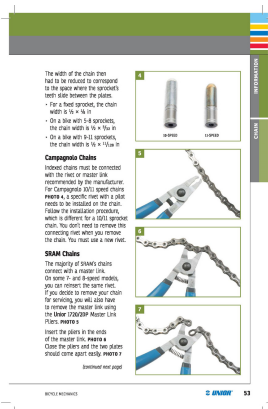 The width of the chain then
had to be reduced to correspond
to the space where the sprocket's
teeth slide between the plates.
• For a fixed sprocket, the chain
width is ½ × ⅛ in
• On a bike with 5–8 sprockets,
the chain width is ½ × ³⁄₃₂ in
• On a bike with 9–11 sprockets,
the chain width is ½ × ¹¹⁄₁₂₈ in
Campagnolo Chains
Indexed chains must be connected
with the rivet or master link
recommended by the manufacturer.
For Campagnolo 10/11 speed chains
PHOTO 4, a specific rivet with a pilot
needs to be installed on the chain.
Follow the installation procedure,
which is different for a 10/11 sprocket
chain. You don't need to remove this
connecting rivet when you remove
the chain. You must use a new rivet.
SRAM Chains
The majority of SRAM's chains
connect with a master link.
On some 7- and 8-speed models,
you can reinsert the same rivet.
If you decide to remove your chain
for servicing, you will also have
to remove the master link using
the Unior 1720/2DP Master Link
Pliers. PHOTO 5
Insert the pliers in the ends
of the master link. PHOTO 6
Close the pliers and the two plates
should come apart easily. PHOTO 7
(continued next page)
4
10-SPEED
11-SPEED
5
6
7
INFORMATION
CHAIN
BICYCLE MECHANICS
UNIOR
53